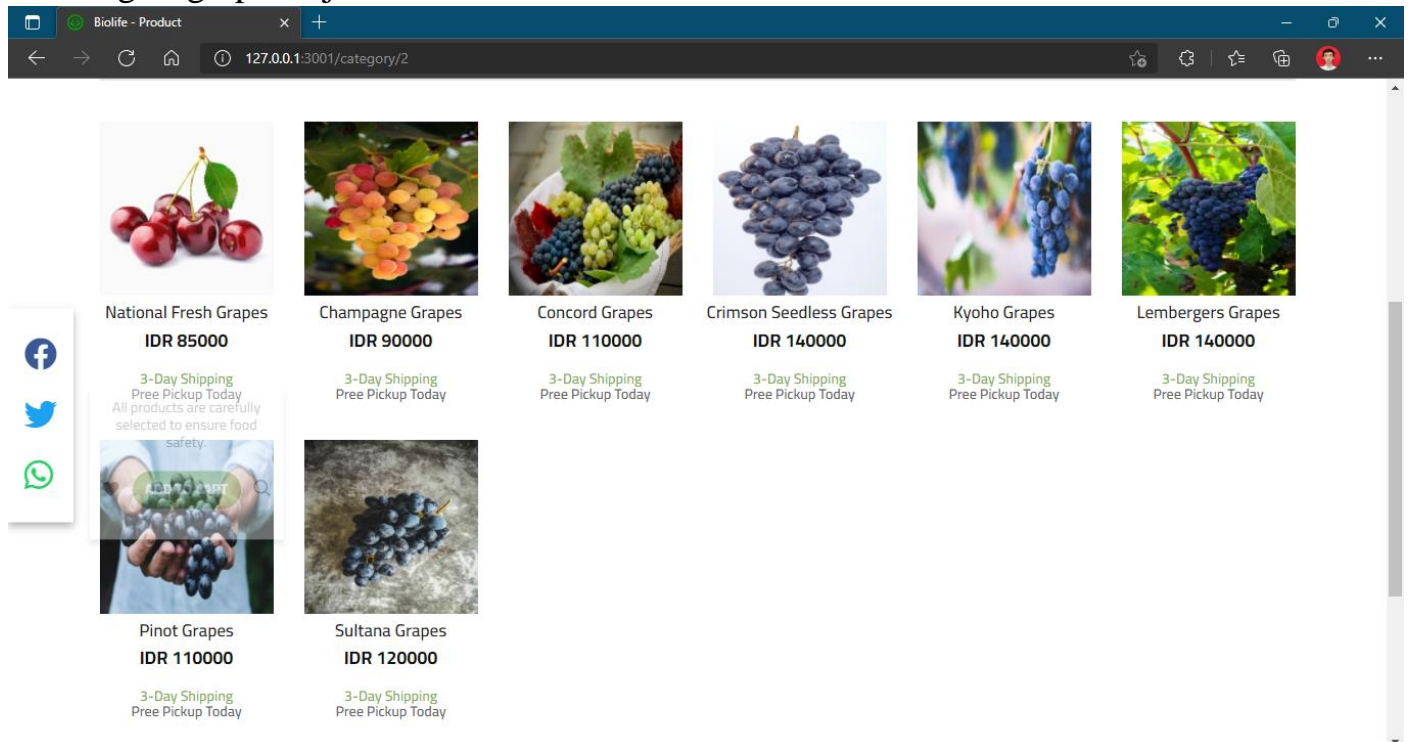 Biolife - Product
127.0.0.1:3001/category/2
National Fresh Grapes
IDR 85000
3-Day Shipping
Pree Pickup Today
Champagne Grapes
IDR 90000
3-Day Shipping
Pree Pickup Today
Concord Grapes
IDR 110000
3-Day Shipping
Pree Pickup Today
Crimson Seedless Grapes
IDR 140000
3-Day Shipping
Pree Pickup Today
Kyoho Grapes
IDR 140000
3-Day Shipping
Pree Pickup Today
Lembergers Grapes
IDR 140000
3-Day Shipping
Pree Pickup Today
All products are carefully
selected to ensure food
safety.
ADD TO CART
Pinot Grapes
IDR 110000
3-Day Shipping
Pree Pickup Today
Sultana Grapes
IDR 120000
3-Day Shipping
Pree Pickup Today